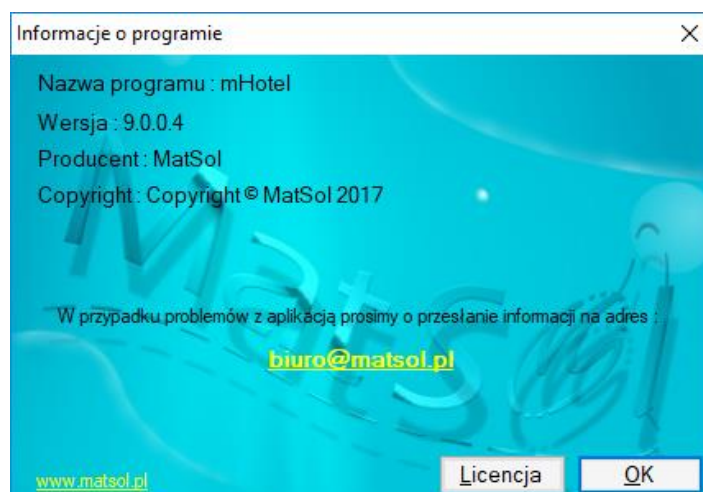 Informacje o programie
Nazwa programu : mHotel
Wersja : 9.0.0.4
Producent : MatSol
Copyright : Copyright © MatSol 2017
MatSol
W przypadku problemów z aplikacją prosimy o przesłanie informacji na adres :
biuro@matsol.pl
www.matsol.pl
Licencja
OK